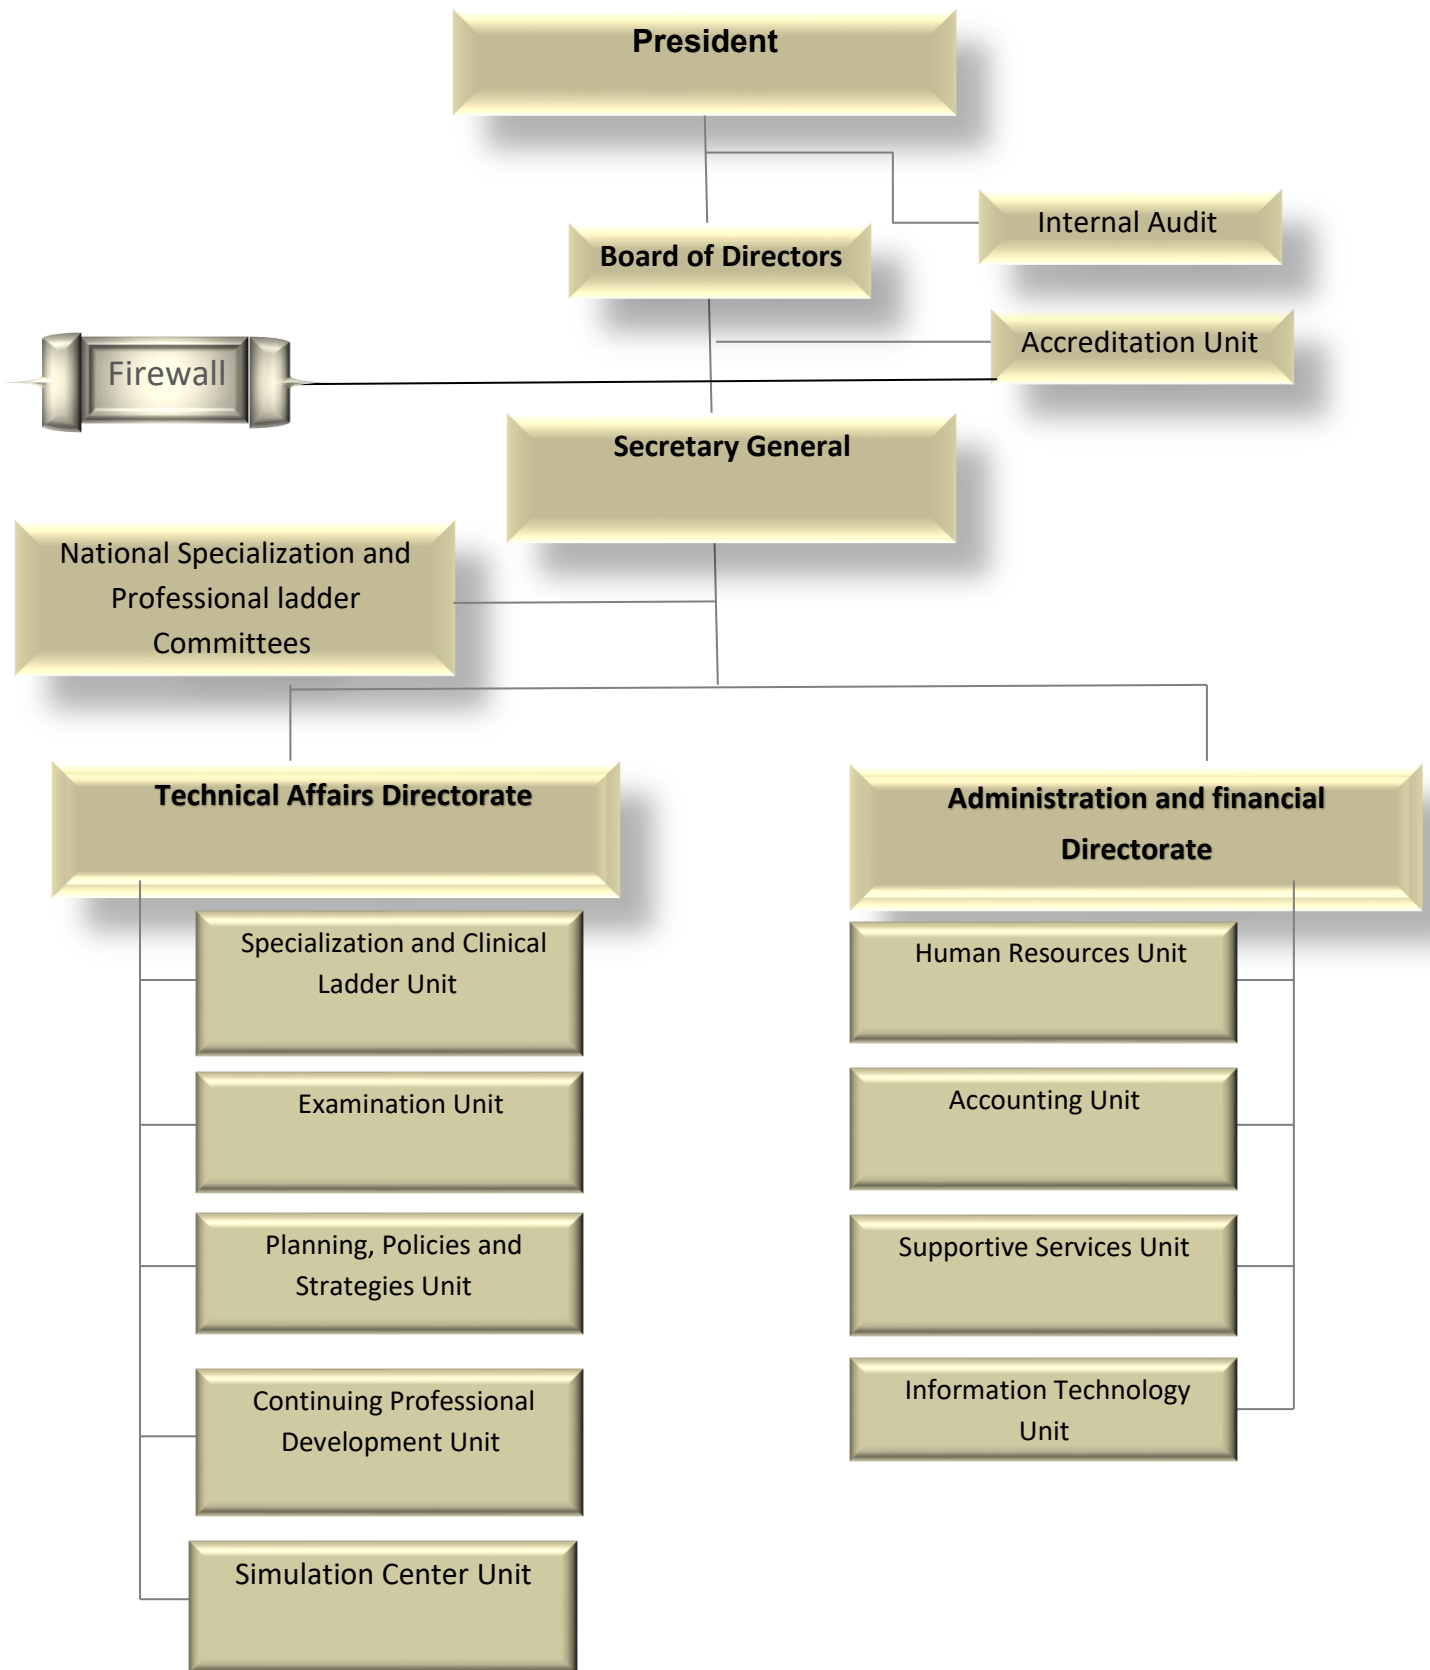 President
Internal Audit
Board of Directors
Accreditation Unit
Firewall
Secretary General
National Specialization and
Professional ladder
Committees
Technical Affairs Directorate
Administration and financial
Directorate
Specialization and Clinical
Ladder Unit
Human Resources Unit
Examination Unit
Accounting Unit
Planning, Policies and
Strategies Unit
Supportive Services Unit
Continuing Professional
Development Unit
Information Technology
Unit
Simulation Center Unit